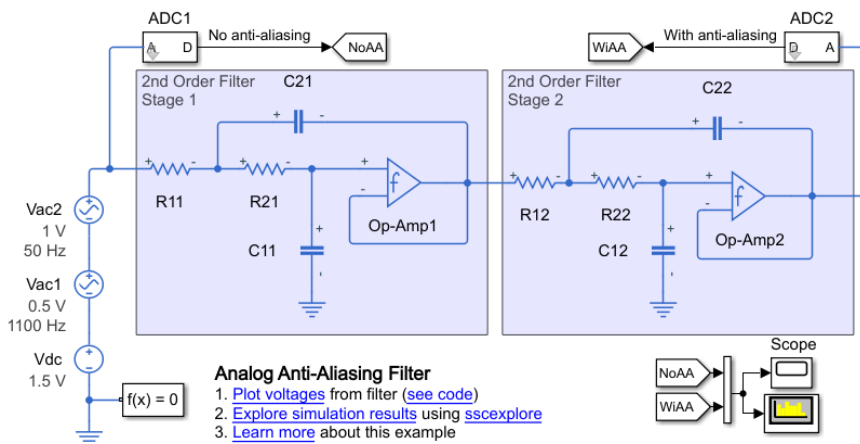 ADC1
ADC2
A D
No anti-aliasing
NoAA
WiAA
With anti-aliasing
D A
2nd Order Filter
Stage 1
C21
2nd Order Filter
Stage 2
C22
+ -
+ -
+ -
+ -
+
+ -
+ -
+
R11
R21
-
Op-Amp1
R12
R22
-
Op-Amp2
+
C11
-
+
C12
-
Vac2
1 V
50 Hz
Vac1
0.5 V
1100 Hz
Vdc
1.5 V
f(x) = 0
Analog Anti-Aliasing Filter
1. Plot voltages from filter (see code)
2. Explore simulation results using sscexplore
3. Learn more about this example
Scope
NoAA
WiAA